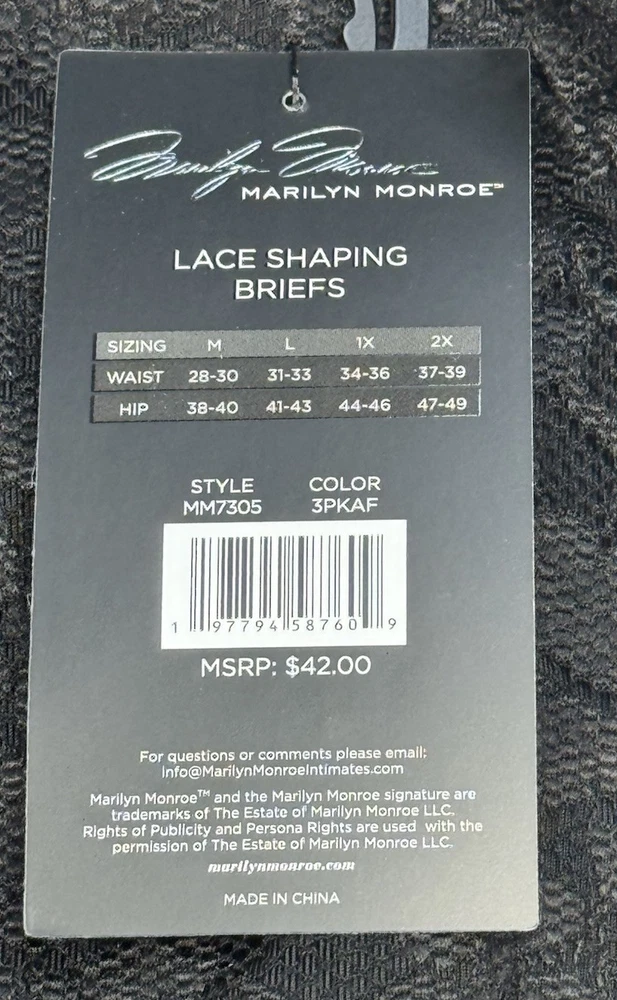 Marilyn Monroe
MARILYN MONROE™
LACE SHAPING
BRIEFS
SIZING M L 1X 2X
WAIST 28-30 31-33 34-36 37-39
HIP 38-40 41-43 44-46 47-49
STYLE COLOR
MM7305 3PKAF
1 97794 58760 9
MSRP: $42.00
For questions or comments please email:
info@MarilynMonroeIntimates.com
Marilyn Monroe™ and the Marilyn Monroe signature are
trademarks of The Estate of Marilyn Monroe LLC.
Rights of Publicity and Persona Rights are used with the
permission of The Estate of Marilyn Monroe LLC.
marilynmonroe.com
MADE IN CHINA